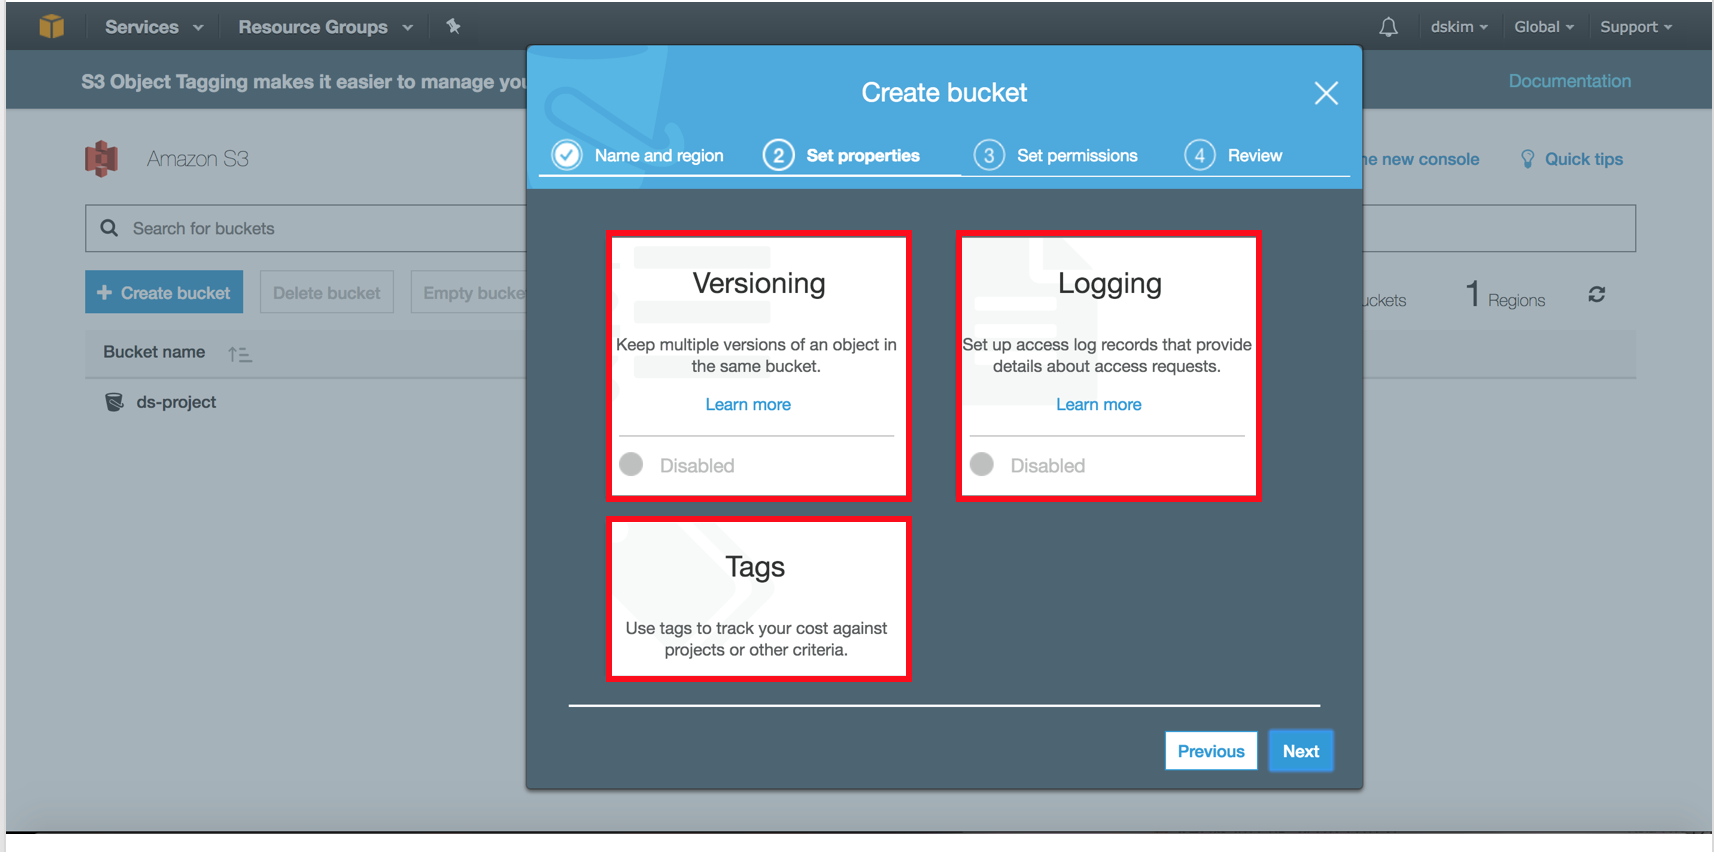 Services
Resource Groups
dskim
Global
Support
S3 Object Tagging makes it easier to manage you
Documentation
Create bucket
Name and region
2 Set properties
3 Set permissions
4 Review
Amazon S3
new console
Quick tips
Search for buckets
+ Create bucket
Delete bucket
Empty
1 Regions
Bucket name
ds-project
Versioning
Keep multiple versions of an object in
the same bucket.
Learn more
Disabled
Logging
Set up access log records that provide
details about access requests.
Learn more
Disabled
Tags
Use tags to track your cost against
projects or other criteria.
Previous
Next